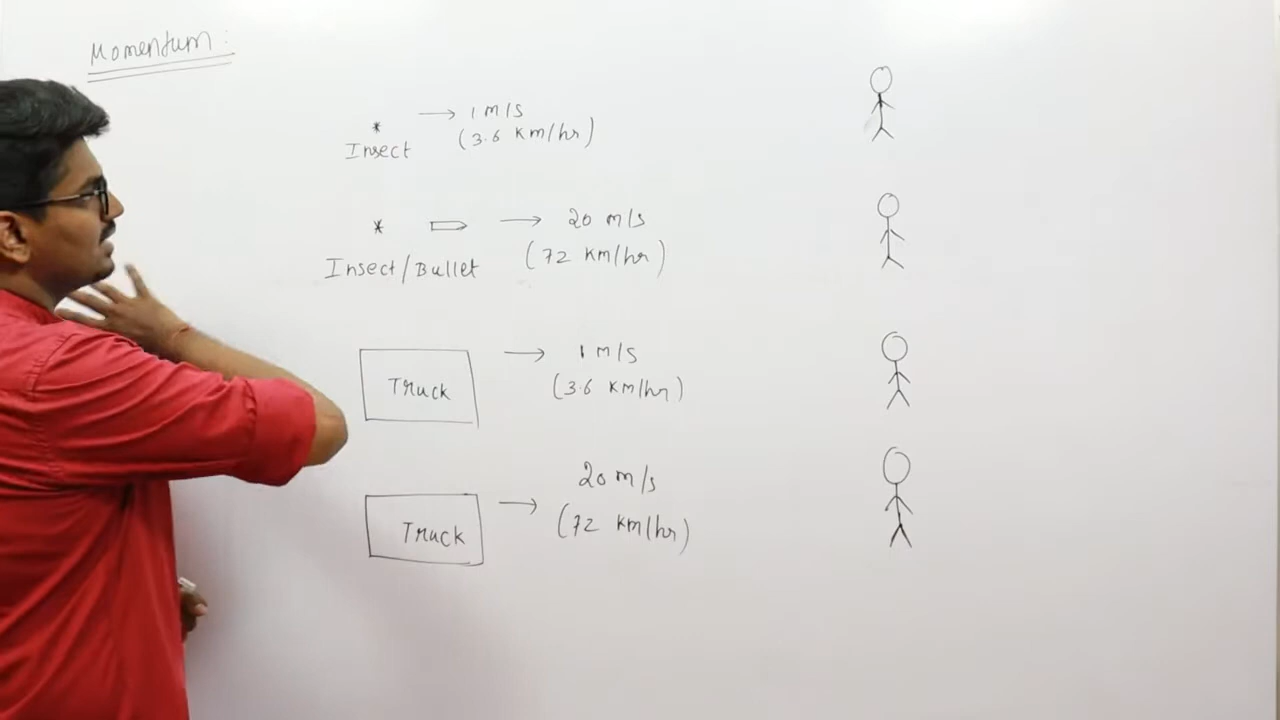 Momentum:
→ 1 m/s
(3.6 Km/hr)
Insect
→ 20 m/s
(72 Km/hr)
Insect/Bullet
→ 1 m/s
(3.6 Km/hr)
Truck
→ 20 m/s
(72 km/hr)
Truck